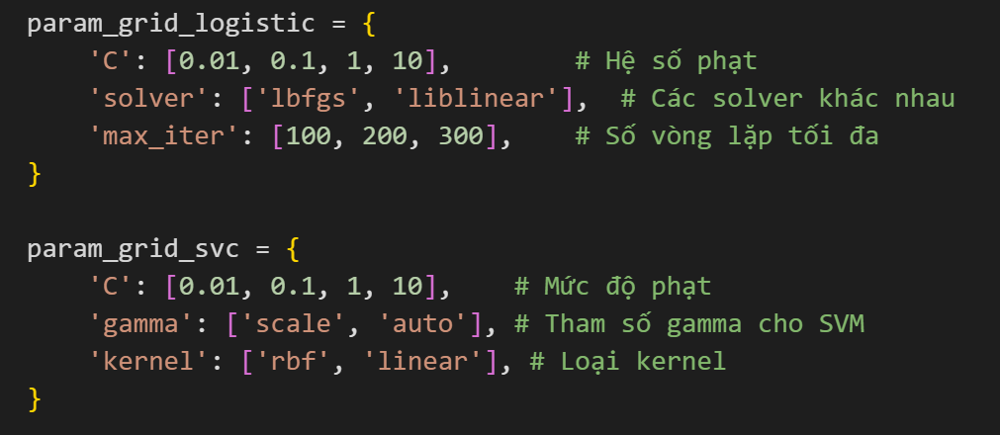 param_grid_logistic = {
    'C': [0.01, 0.1, 1, 10],        # Hệ số phạt
    'solver': ['lbfgs', 'liblinear'],  # Các solver khác nhau
    'max_iter': [100, 200, 300],    # Số vòng lặp tối đa
}

param_grid_svc = {
    'C': [0.01, 0.1, 1, 10],    # Mức độ phạt
    'gamma': ['scale', 'auto'], # Tham số gamma cho SVM
    'kernel': ['rbf', 'linear'], # Loại kernel
}